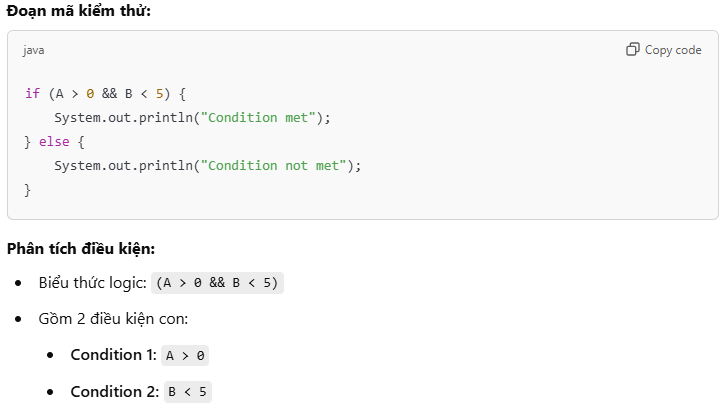 Đoạn mã kiểm thử:
java
Copy code
if (A > 0 && B < 5) {
    System.out.println("Condition met");
} else {
    System.out.println("Condition not met");
}
Phân tích điều kiện:
• Biểu thức logic: (A > 0 && B < 5)
• Gồm 2 điều kiện con:
• Condition 1: A > 0
• Condition 2: B < 5